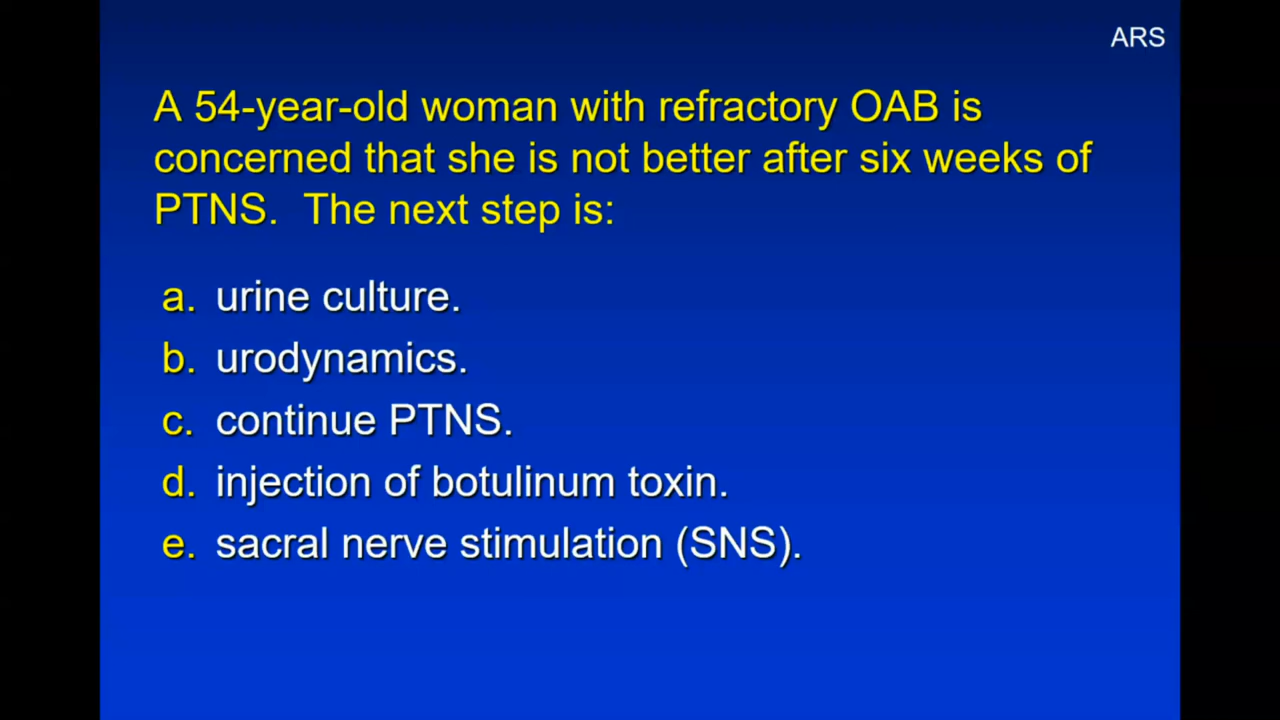 ARS
A 54-year-old woman with refractory OAB is
concerned that she is not better after six weeks of
PTNS. The next step is:
a. urine culture.
b. urodynamics.
c. continue PTNS.
d. injection of botulinum toxin.
e. sacral nerve stimulation (SNS).